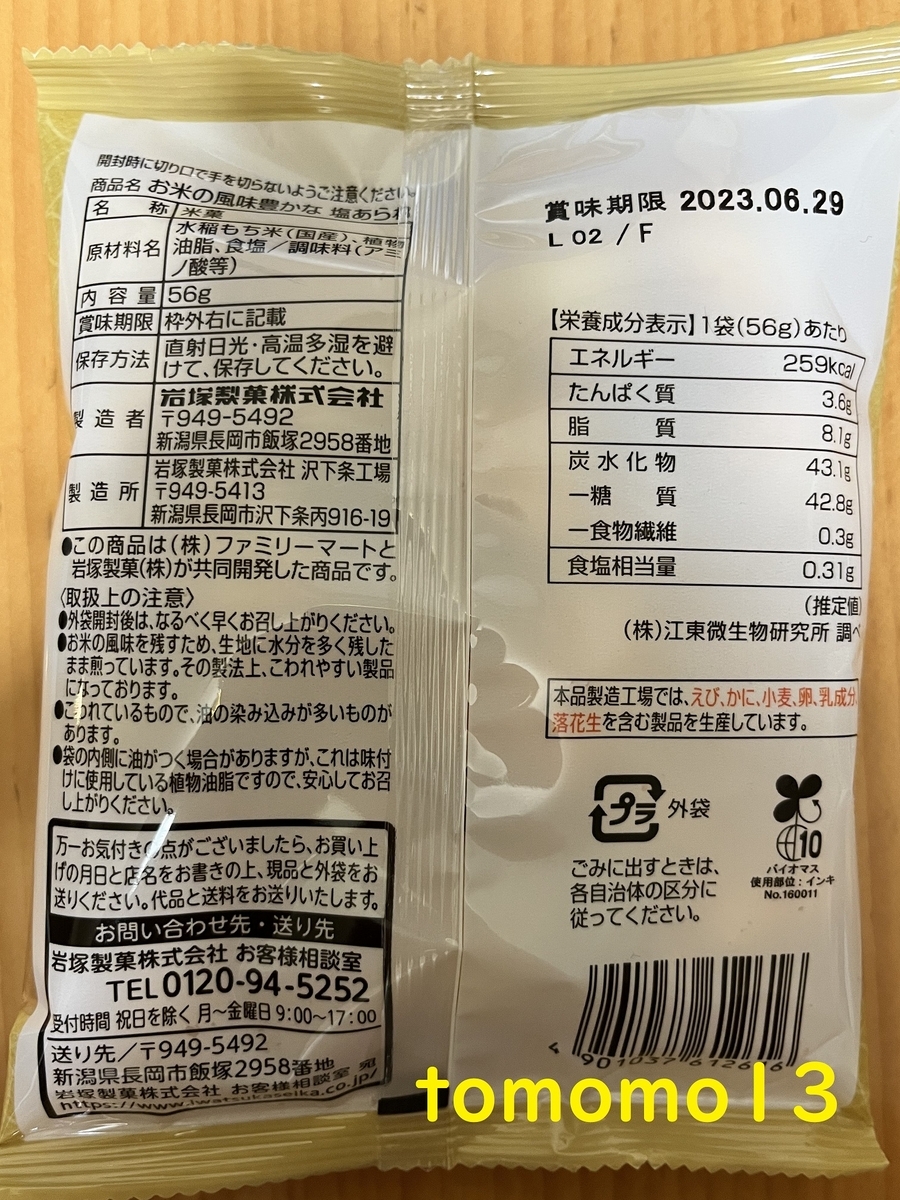 開封時に切り口で手を切らないようご注意ください
商品名 お米の風味豊かな 塩あられ
名称 米菓
原材料名 水稲もち米(国産)、植物
油脂、食塩／調味料(アミ
ノ酸等)
内容量 56g
賞味期限 枠外右に記載
保存方法 直射日光・高温多湿を避
けて、保存してください。
製造者 岩塚製菓株式会社
〒949-5492
新潟県長岡市飯塚2958番地
製造所 岩塚製菓株式会社 沢下条工場
〒949-5413
新潟県長岡市沢下条丙916-19
●この商品は(株)ファミリーマートと
岩塚製菓(株)が共同開発した商品です。
〈取扱上の注意〉
●外袋開封後は、なるべく早くお召し上がりください。
●お米の風味を残すため、生地に水分を多く残した
まま煎っています。その製法上、こわれやすい製品
になっております。
●こわれているもので、油の染み込みが多いものが
あります。
●袋の内側に油がつく場合がありますが、これは味付
けに使用している植物油脂ですので、安心してお召
し上がりください。
万一お気付きの点がございましたら、お買い上
げの月日と店名をお書きの上、現品と外袋をお
送りください。代品と送料をお送りいたします。
お問い合わせ先・送り先
岩塚製菓株式会社 お客様相談室
TEL 0120-94-5252
受付時間 祝日を除く 月〜金曜日 9:00〜17:00
送り先／〒949-5492
新潟県長岡市飯塚2958番地
岩塚製菓株式会社 お客様相談室 宛
https://www.iwatsukaseika.co.jp/
賞味期限 2023.06.29
L 02 / F
【栄養成分表示】1袋(56g)あたり
エネルギー 259kcal
たんぱく質 3.6g
脂質 8.1g
炭水化物 43.1g
－糖質 42.8g
－食物繊維 0.3g
食塩相当量 0.31g
(推定値)
(株)江東微生物研究所 調べ
本品製造工場では、えび、かに、小麦、卵、乳成分、
落花生を含む製品を生産しています。
プラ 外袋
ごみに出すときは、
各自治体の区分に
従ってください。
10
バイオマス
使用部位：インキ
No.160011
4 901037 612666
tomomo13